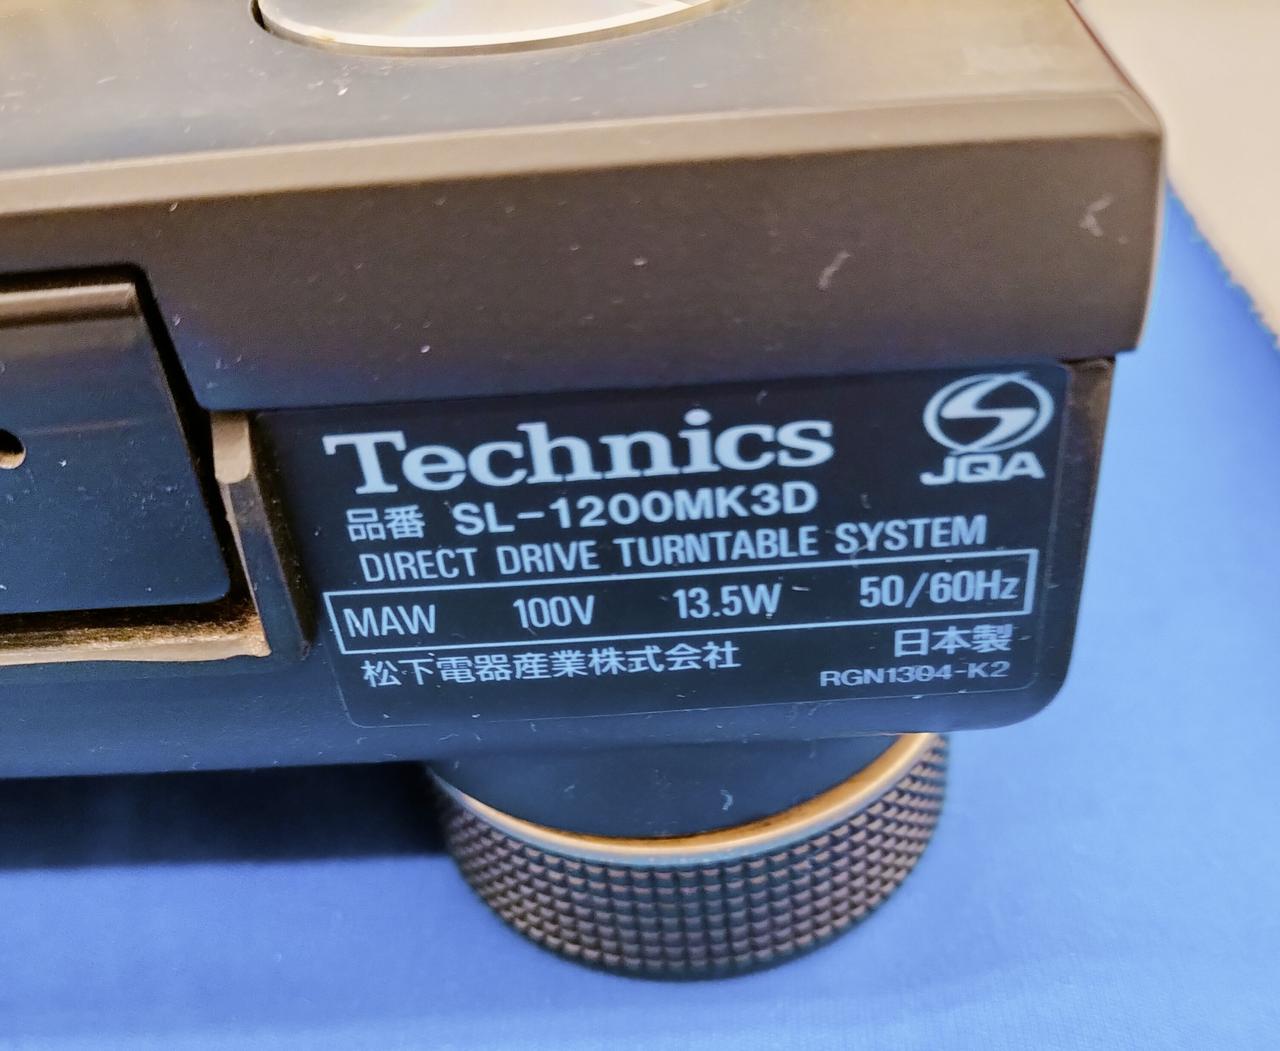 Technics
JQA
品番 SL-1200MK3D
DIRECT DRIVE TURNTABLE SYSTEM
MAW 100V 13.5W 50/60Hz
松下電器産業株式会社 日本製
RGN1304-K2